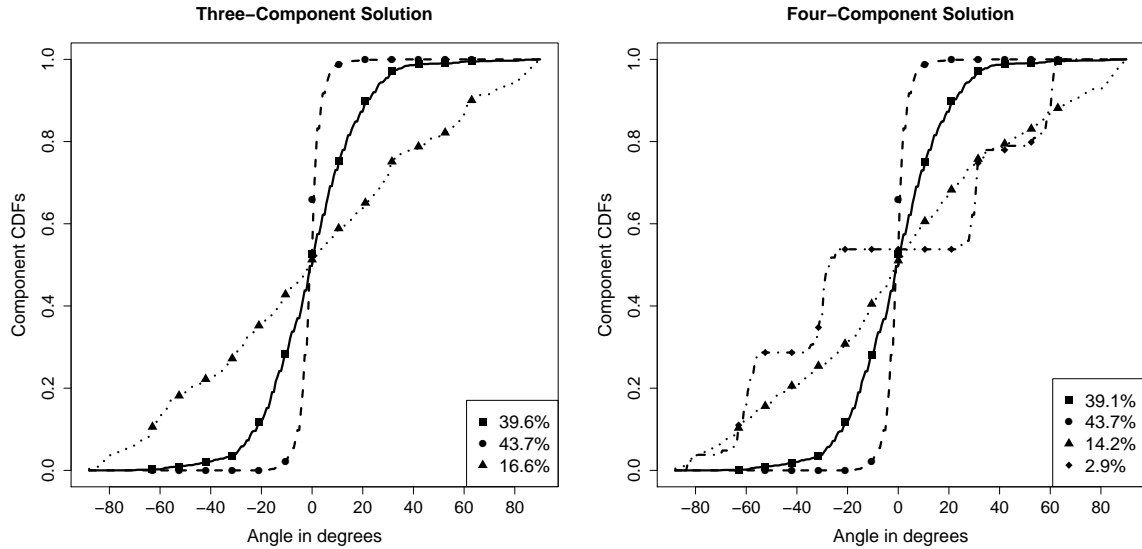 Three−Component Solution
Component CDFs
1.0
0.8
0.6
0.4
0.2
0.0
−80 −60 −40 −20 0 20 40 60 80
Angle in degrees
39.6%
43.7%
16.6%
Four−Component Solution
Component CDFs
1.0
0.8
0.6
0.4
0.2
0.0
−80 −60 −40 −20 0 20 40 60 80
Angle in degrees
39.1%
43.7%
14.2%
2.9%